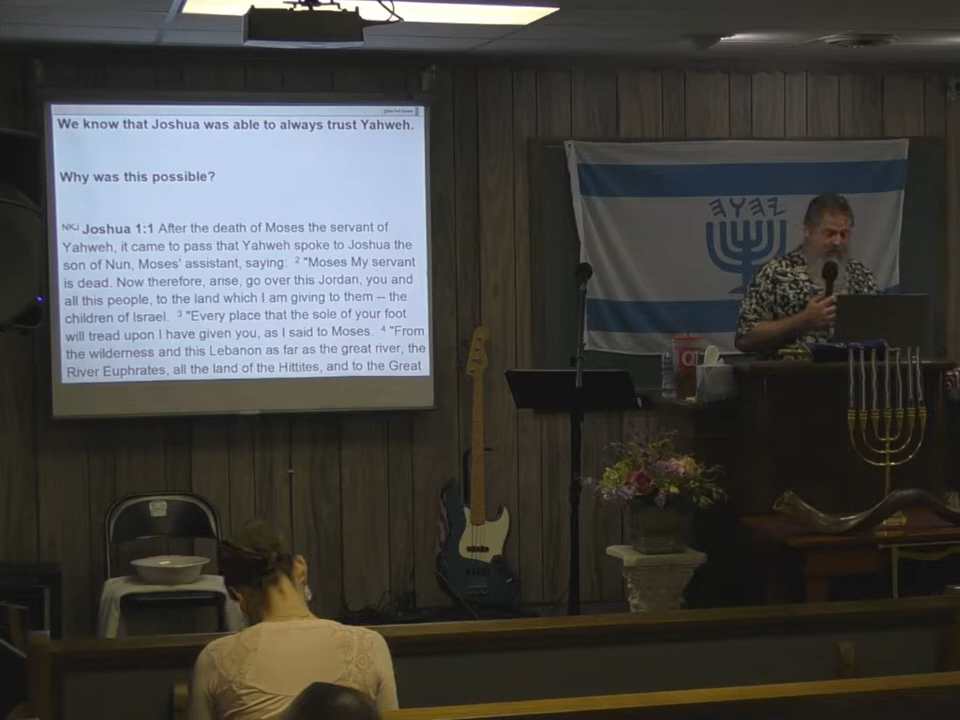 We know that Joshua was able to always trust Yahweh.
Why was this possible?
NKJ Joshua 1:1 After the death of Moses the servant of
Yahweh, it came to pass that Yahweh spoke to Joshua the
son of Nun, Moses' assistant, saying: 2 "Moses My servant
is dead. Now therefore, arise, go over this Jordan, you and
all this people, to the land which I am giving to them -- the
children of Israel. 3 "Every place that the sole of your foot
will tread upon I have given you, as I said to Moses. 4 "From
the wilderness and this Lebanon as far as the great river, the
River Euphrates, all the land of the Hittites, and to the Great
𐤉𐤄𐤅𐤄